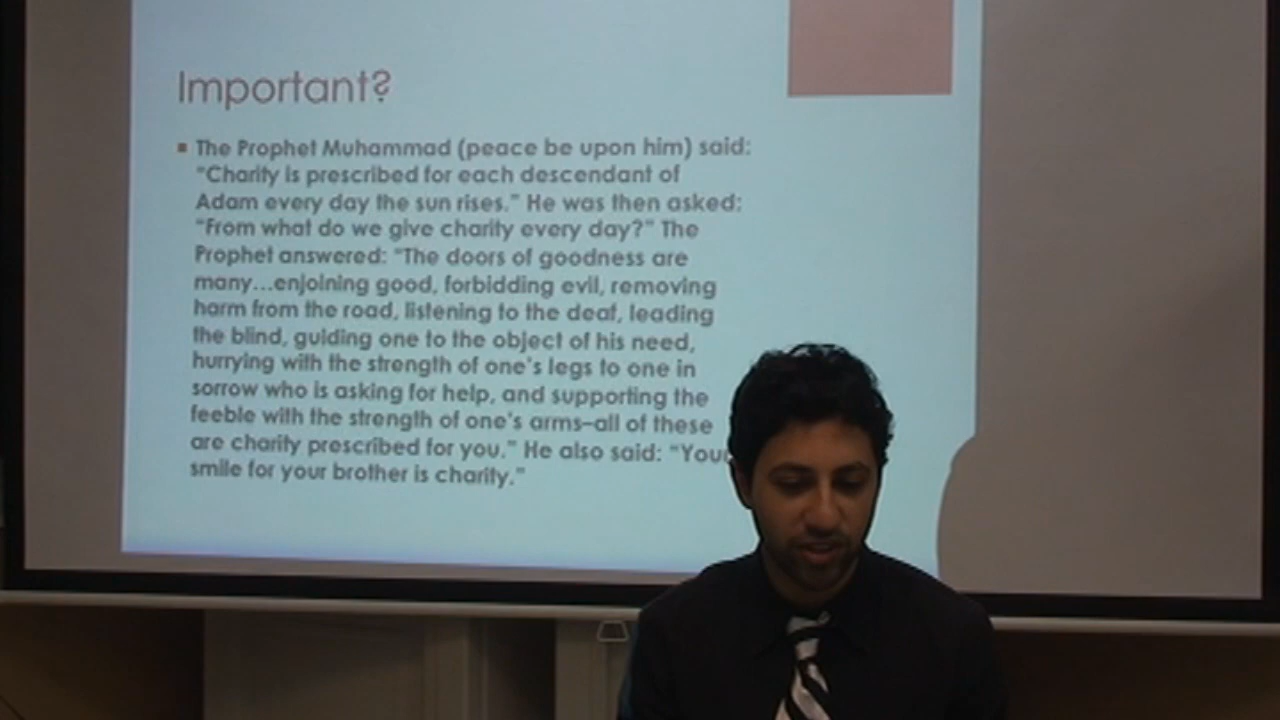 Important?
The Prophet Muhammad (peace be upon him) said:
“Charity is prescribed for each descendant of
Adam every day the sun rises.” He was then asked:
“From what do we give charity every day?” The
Prophet answered: “The doors of goodness are
many...enjoining good, forbidding evil, removing
harm from the road, listening to the deaf, leading
the blind, guiding one to the object of his need,
hurrying with the strength of one’s legs to one in
sorrow who is asking for help, and supporting the
feeble with the strength of one’s arms–all of these
are charity prescribed for you.” He also said: “Your
smile for your brother is charity.”